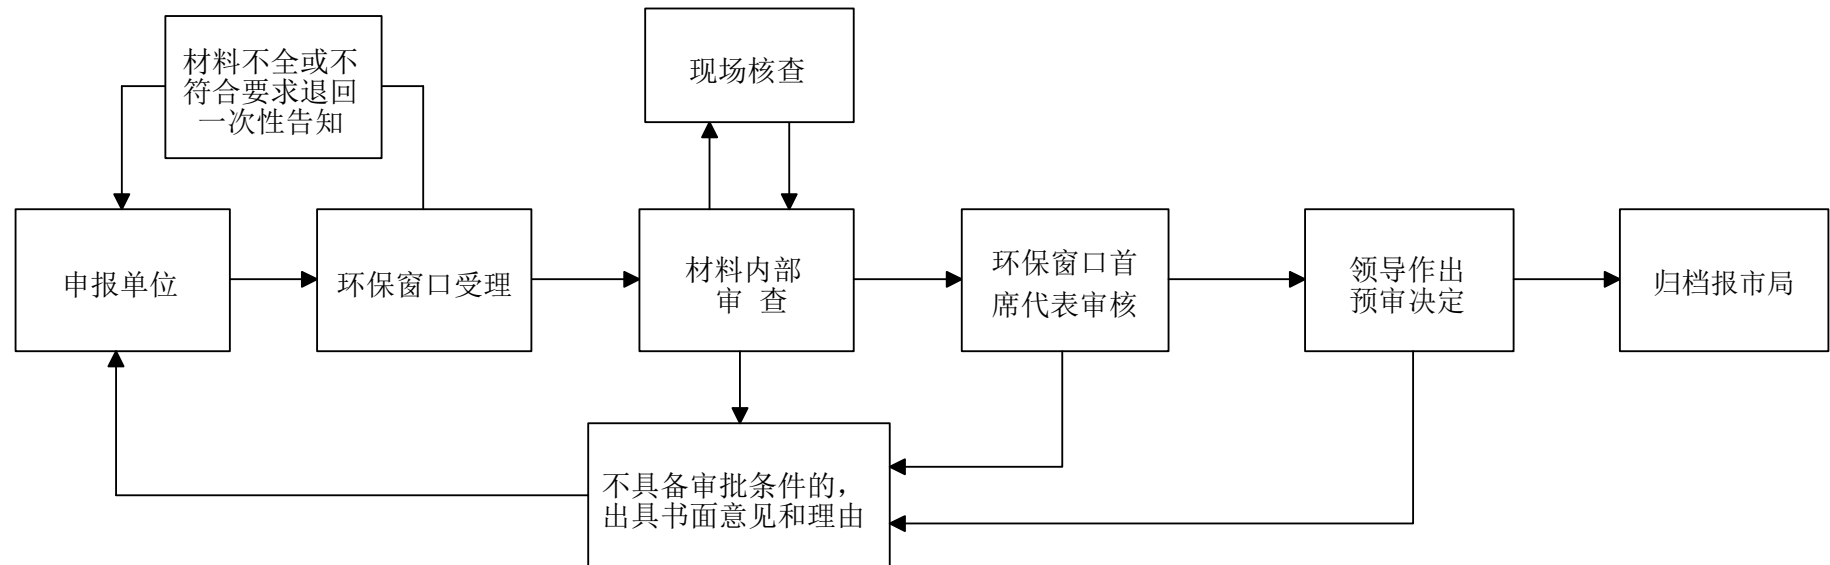 材料不全或不
符合要求退回
一次性告知
现场核查
申报单位
环保窗口受理
材料内部
审 查
环保窗口首
席代表审核
领导作出
预审决定
归档报市局
不具备审批条件的，
出具书面意见和理由